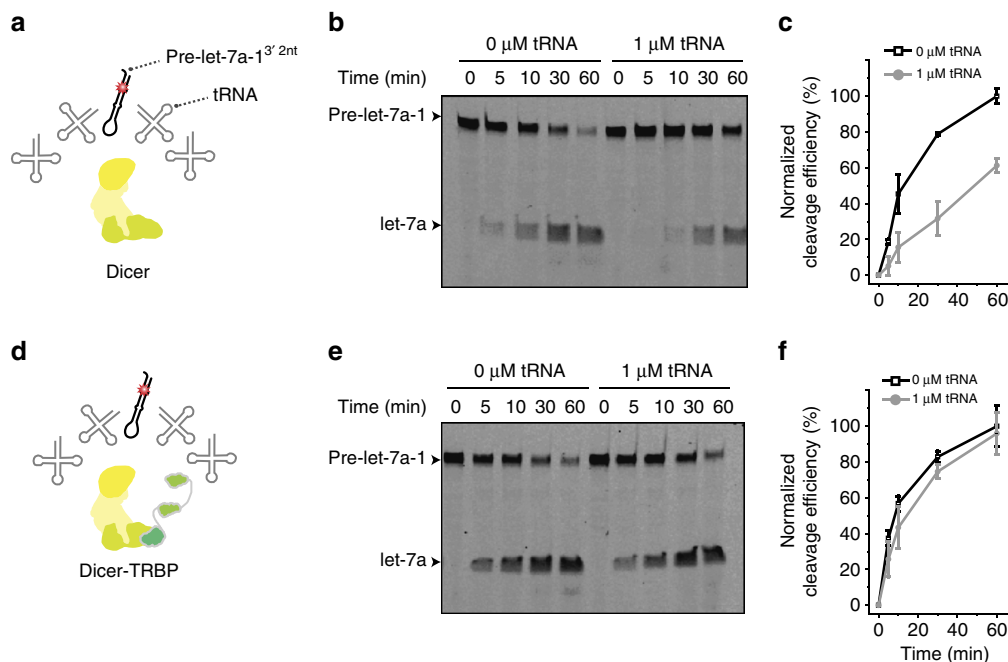 a
Pre-let-7a-1 3′ 2nt
tRNA
Dicer
b
0 μM tRNA 1 μM tRNA
Time (min) 0 5 10 30 60 0 5 10 30 60
Pre-let-7a-1
let-7a
c
0 μM tRNA
1 μM tRNA
Normalized
cleavage efficiency (%)
100
80
60
40
20
0
0 20 40 60
d
Dicer-TRBP
e
0 μM tRNA 1 μM tRNA
Time (min) 0 5 10 30 60 0 5 10 30 60
Pre-let-7a-1
let-7a
f
0 μM tRNA
1 μM tRNA
Normalized
cleavage efficiency (%)
100
80
60
40
20
0
0 20 40 60
Time (min)